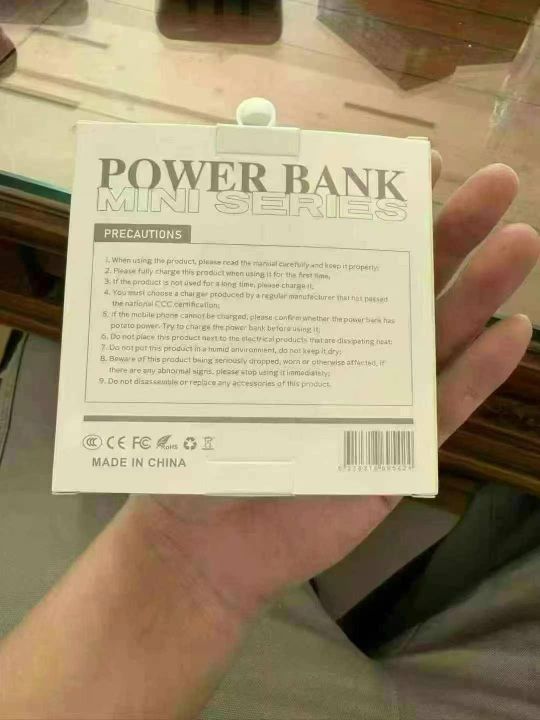 POWER BANK
MINI SERIES
PRECAUTIONS
1. When using the product, please read the manual carefully and keep it properly;
2. Please fully charge this product when using it for the first time,
3. If the product is not used for a long time, please charge it;
4. You must choose a charger produced by a regular manufacturer that has passed
the national CCC certification;
5. If the mobile phone cannot be charged, please confirm whether the power bank has
potato power. Try to charge the power bank before using it;
6. Do not place this product next to the electrical products that are dissipating heat;
7. Do not put this product in a humid environment, do not keep it dry;
8. Beware of this product being seriously dropped, worn or otherwise affected, if
there are any abnormal signs, please stop using it immediately;
9. Do not disassemble or replace any accessories of this product.
CCC CE FC RoHS
MADE IN CHINA